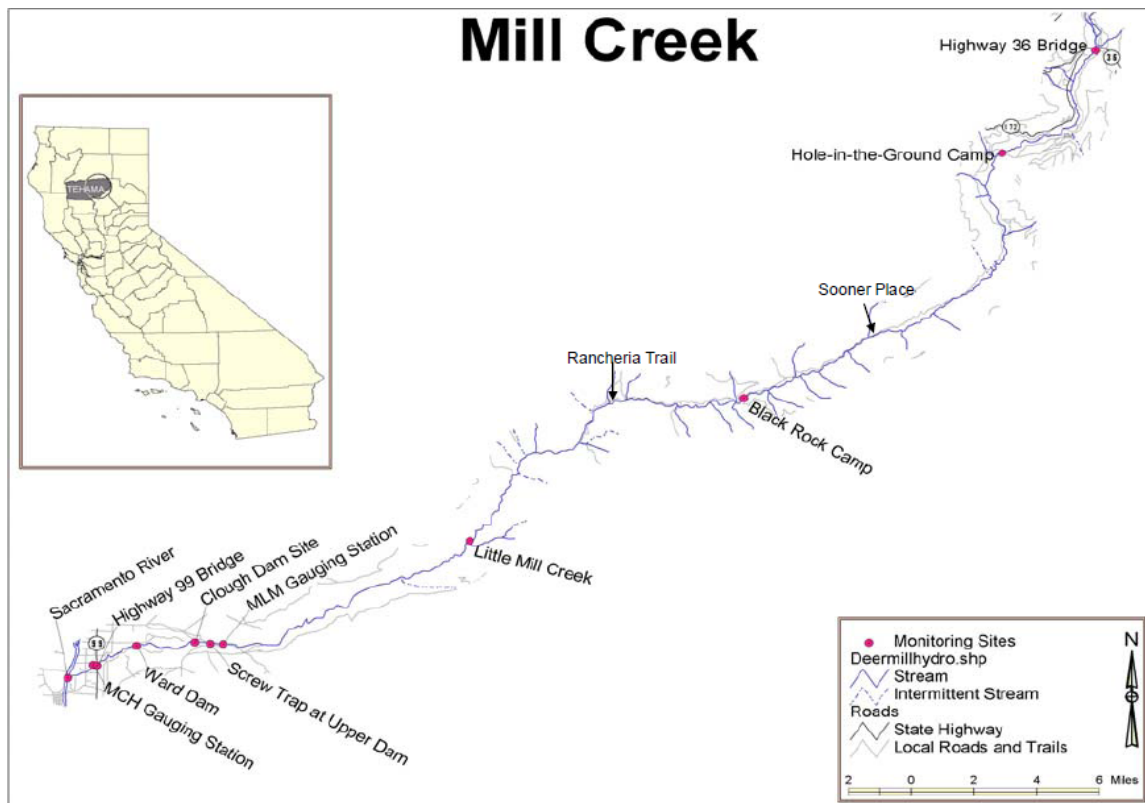 Mill Creek
Highway 36 Bridge
36
172
Hole-in-the-Ground Camp
TEHAMA
Sooner Place
Rancheria Trail
Black Rock Camp
Little Mill Creek
Sacramento River
Highway 99 Bridge
Clough Dam Site
MLM Gauging Station
99
Screw Trap at Upper Dam
Ward Dam
MCH Gauging Station
Monitoring Sites
Deermillhydro.shp
Stream
Intermittent Stream
Roads
State Highway
Local Roads and Trails
N
2 0 2 4 6 Miles